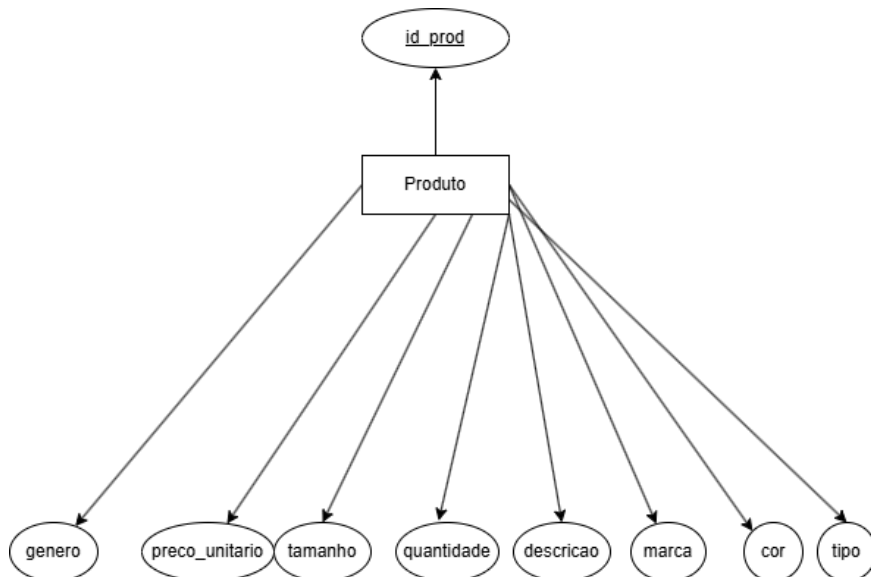 id_prod
Produto
genero
preco_unitario
tamanho
quantidade
descricao
marca
cor
tipo